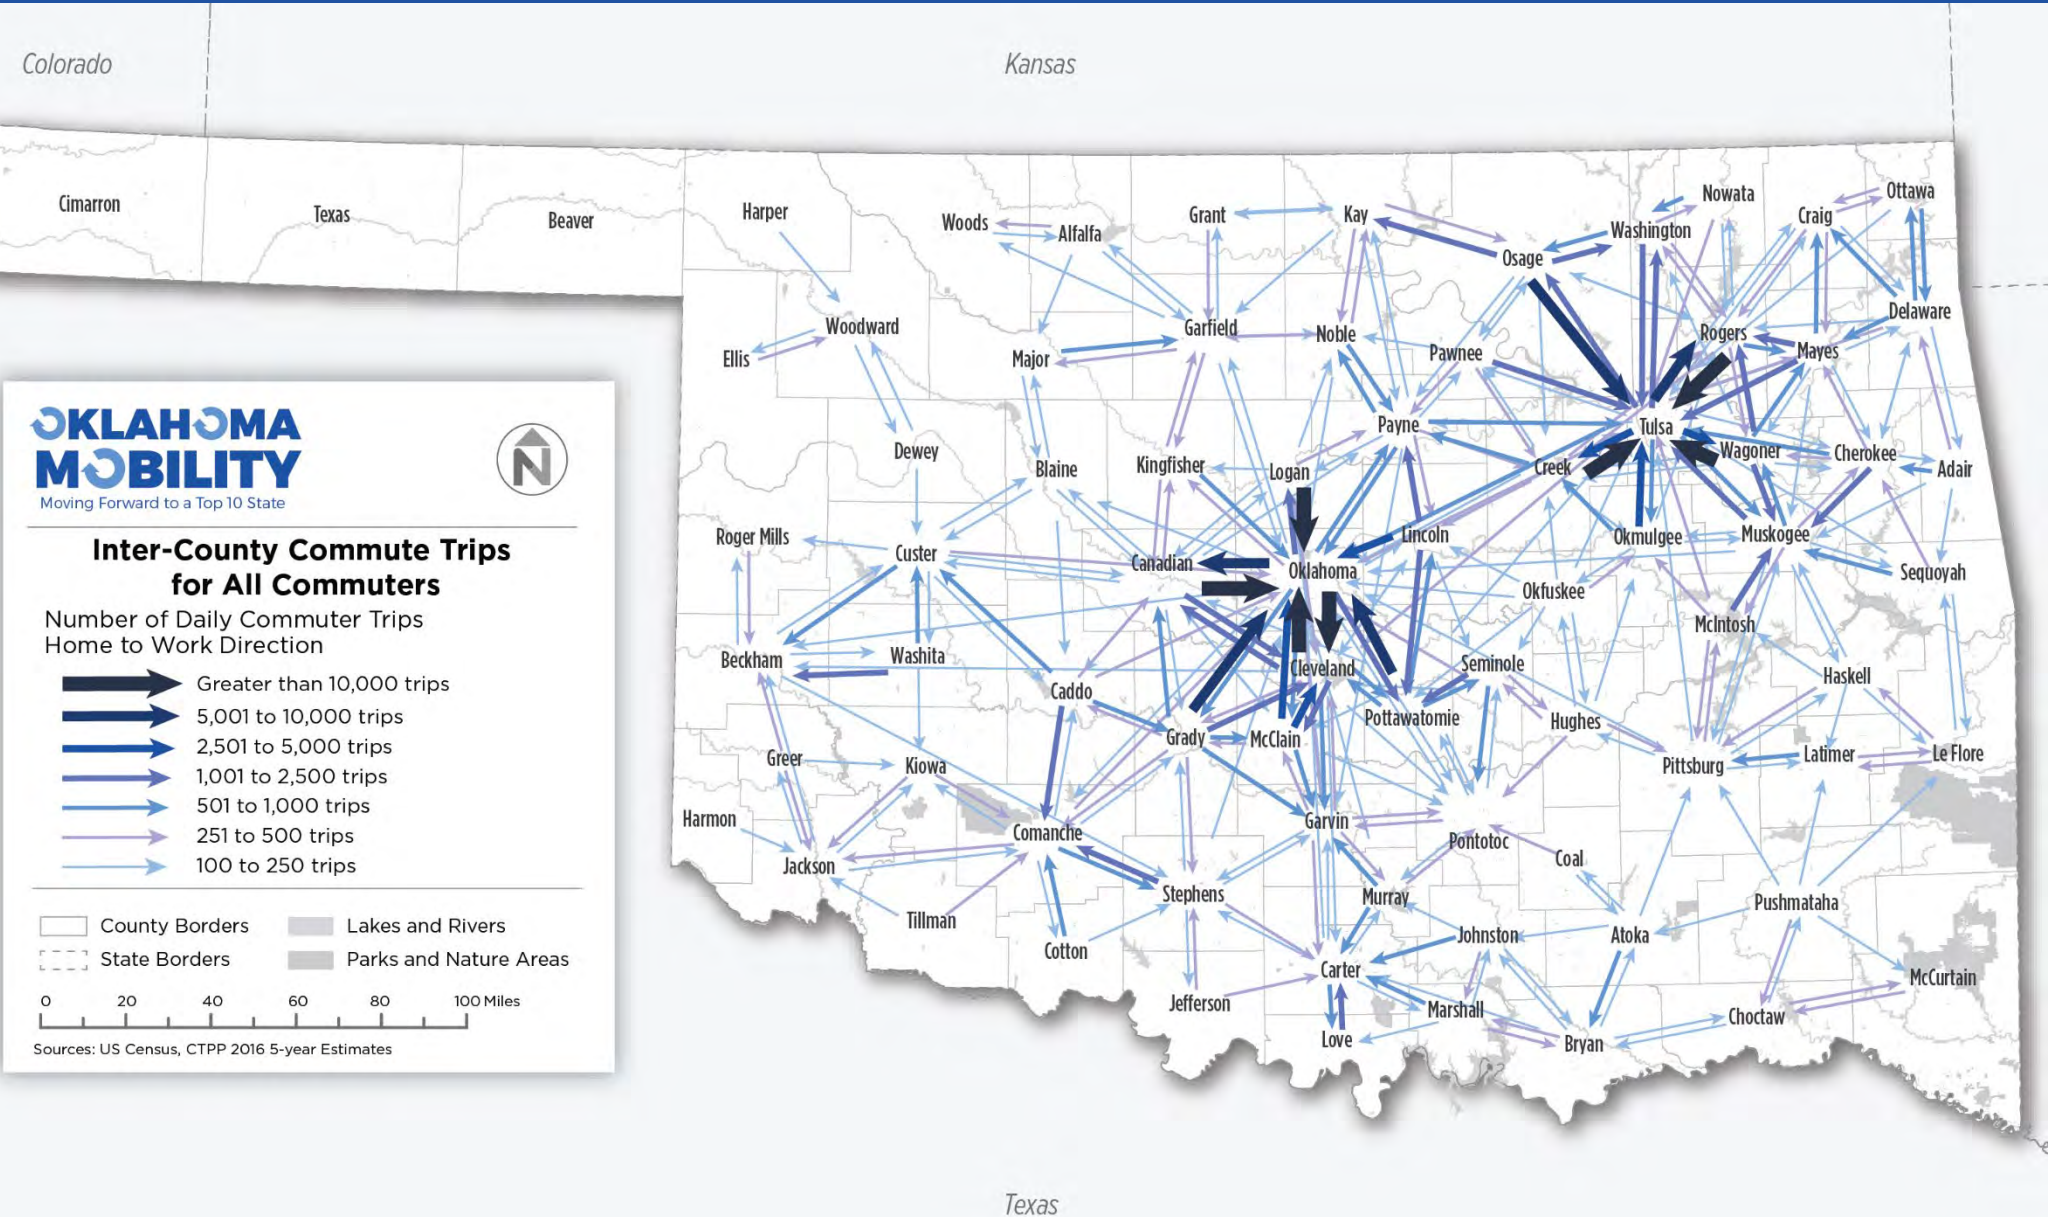 Colorado
Kansas
Cimarron
Texas
Beaver
Harper
Woods
Alfalfa
Grant
Kay
Osage
Washington
Nowata
Craig
Ottawa
Delaware
Ellis
Woodward
Major
Garfield
Noble
Pawnee
Rogers
Mayes
Dewey
Blaine
Kingfisher
Logan
Payne
Creek
Tulsa
Wagoner
Cherokee
Adair
Roger Mills
Custer
Canadian
Oklahoma
Lincoln
Okfuskee
Okmulgee
Muskogee
Sequoyah
McIntosh
Beckham
Washita
Caddo
Grady
McClain
Cleveland
Pottawatomie
Seminole
Hughes
Pittsburg
Haskell
Latimer
Le Flore
Greer
Kiowa
Harmon
Jackson
Comanche
Garvin
Pontotoc
Coal
Tillman
Cotton
Stephens
Murray
Johnston
Atoka
Pushmataha
McCurtain
Jefferson
Carter
Love
Marshall
Bryan
Choctaw
Texas
OKLAHOMA
MOBILITY
Moving Forward to a Top 10 State
N
Inter-County Commute Trips
for All Commuters
Number of Daily Commuter Trips
Home to Work Direction
Greater than 10,000 trips
5,001 to 10,000 trips
2,501 to 5,000 trips
1,001 to 2,500 trips
501 to 1,000 trips
251 to 500 trips
100 to 250 trips
County Borders
Lakes and Rivers
State Borders
Parks and Nature Areas
0 20 40 60 80 100 Miles
Sources: US Census, CTPP 2016 5-year Estimates